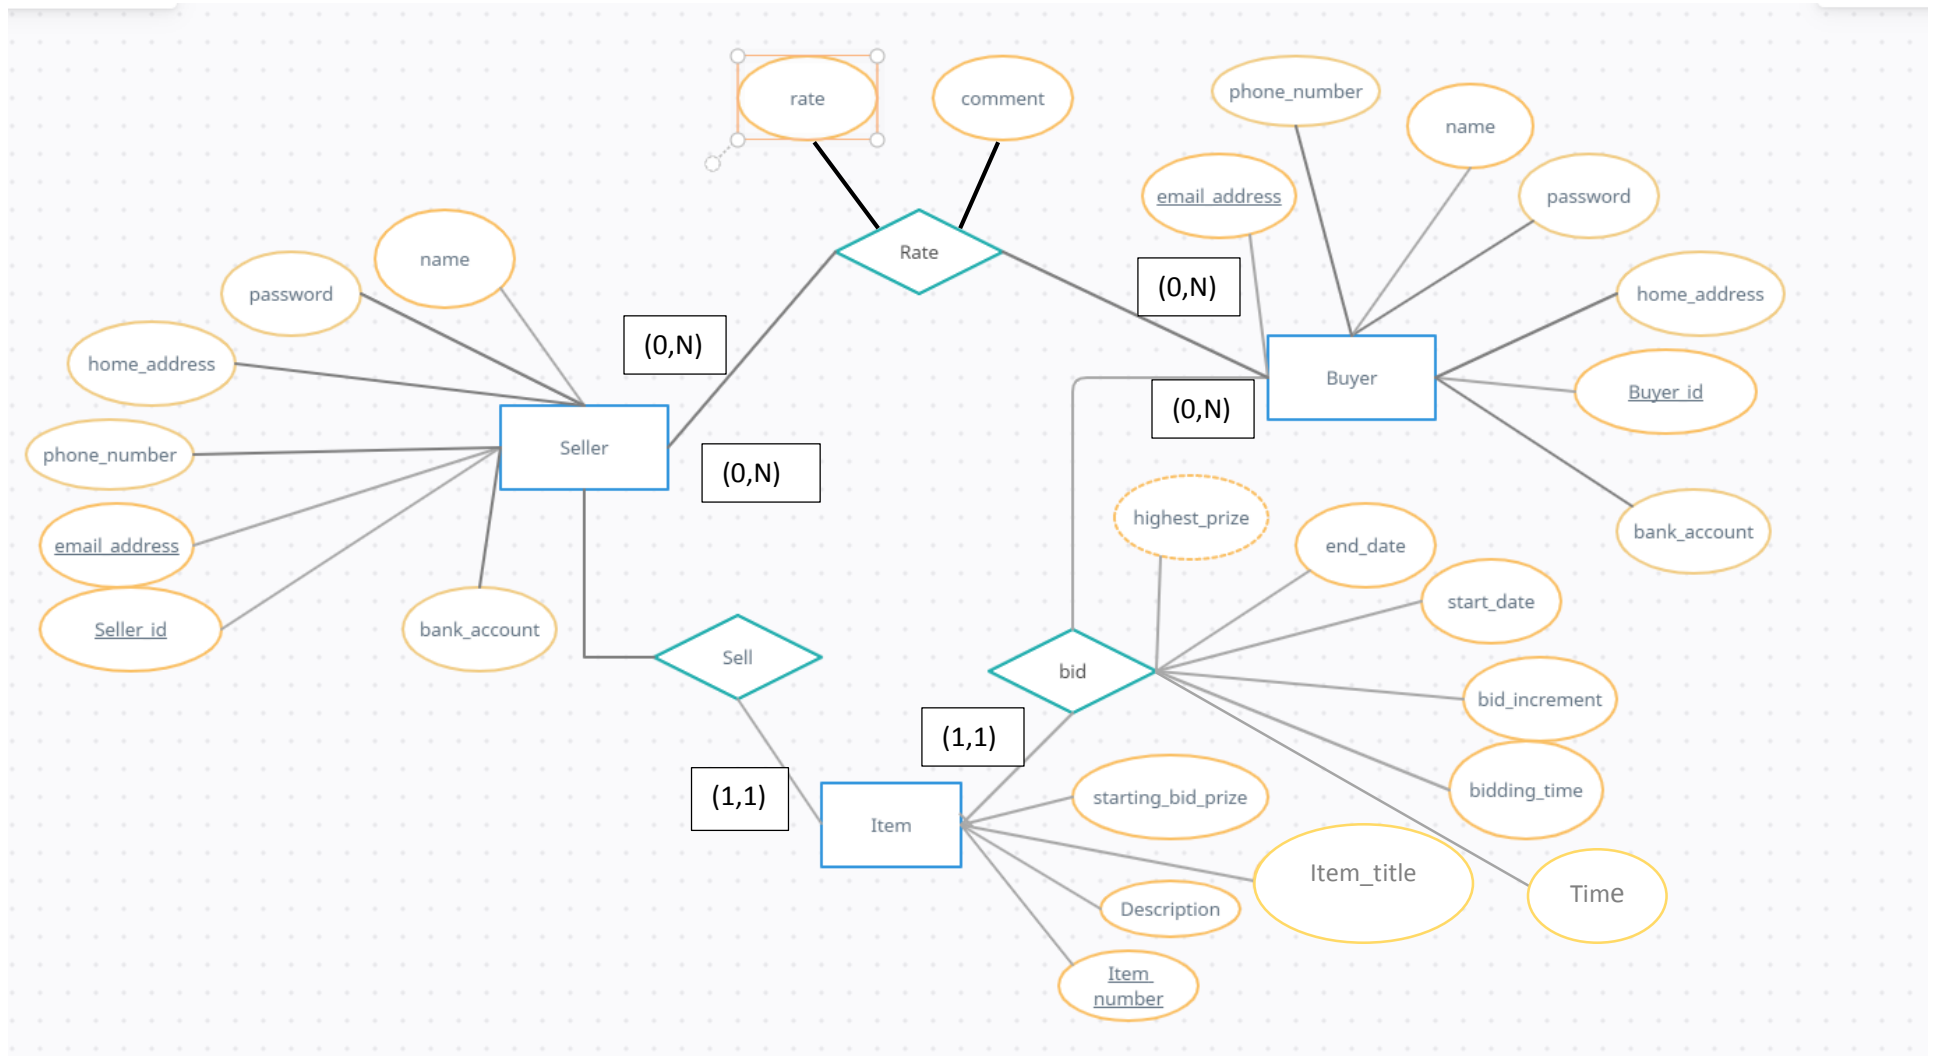 rate
comment
phone_number
name
email_address
password
Rate
home_address
(0,N)
name
password
(0,N)
home_address
Buyer
Buyer_id
(0,N)
Seller
phone_number
(0,N)
highest_prize
end_date
bank_account
email_address
start_date
Seller_id
bank_account
Sell
bid
bid_increment
(1,1)
(1,1)
starting_bid_prize
bidding_time
Item
Item_title
Time
Description
Item_
number